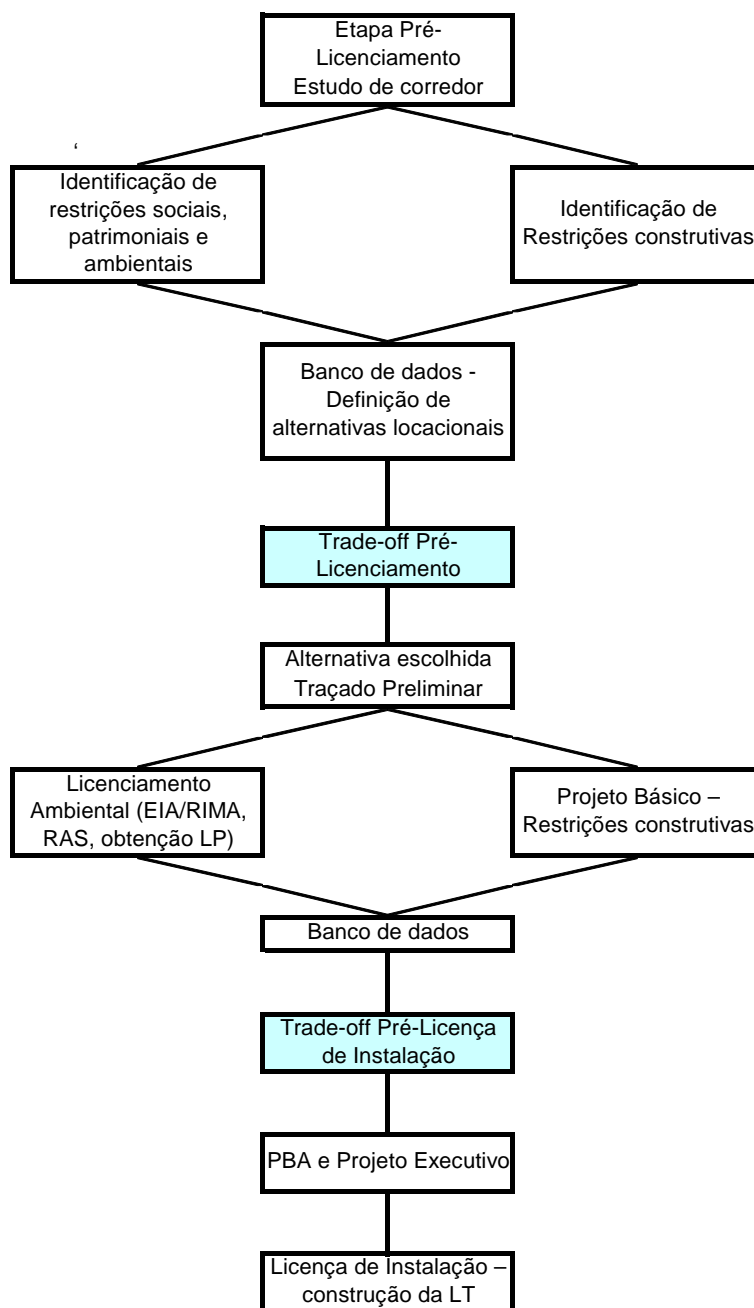 Etapa Pré-
Licenciamento
Estudo de corredor
‘
Identificação de
restrições sociais,
patrimoniais e
ambientais
Identificação de
Restrições construtivas
Banco de dados -
Definição de
alternativas locacionais
Trade-off Pré-
Licenciamento
Alternativa escolhida
Traçado Preliminar
Licenciamento
Ambiental (EIA/RIMA,
RAS, obtenção LP)
Projeto Básico –
Restrições construtivas
Banco de dados
Trade-off Pré-Licença
de Instalação
PBA e Projeto Executivo
Licença de Instalação –
construção da LT